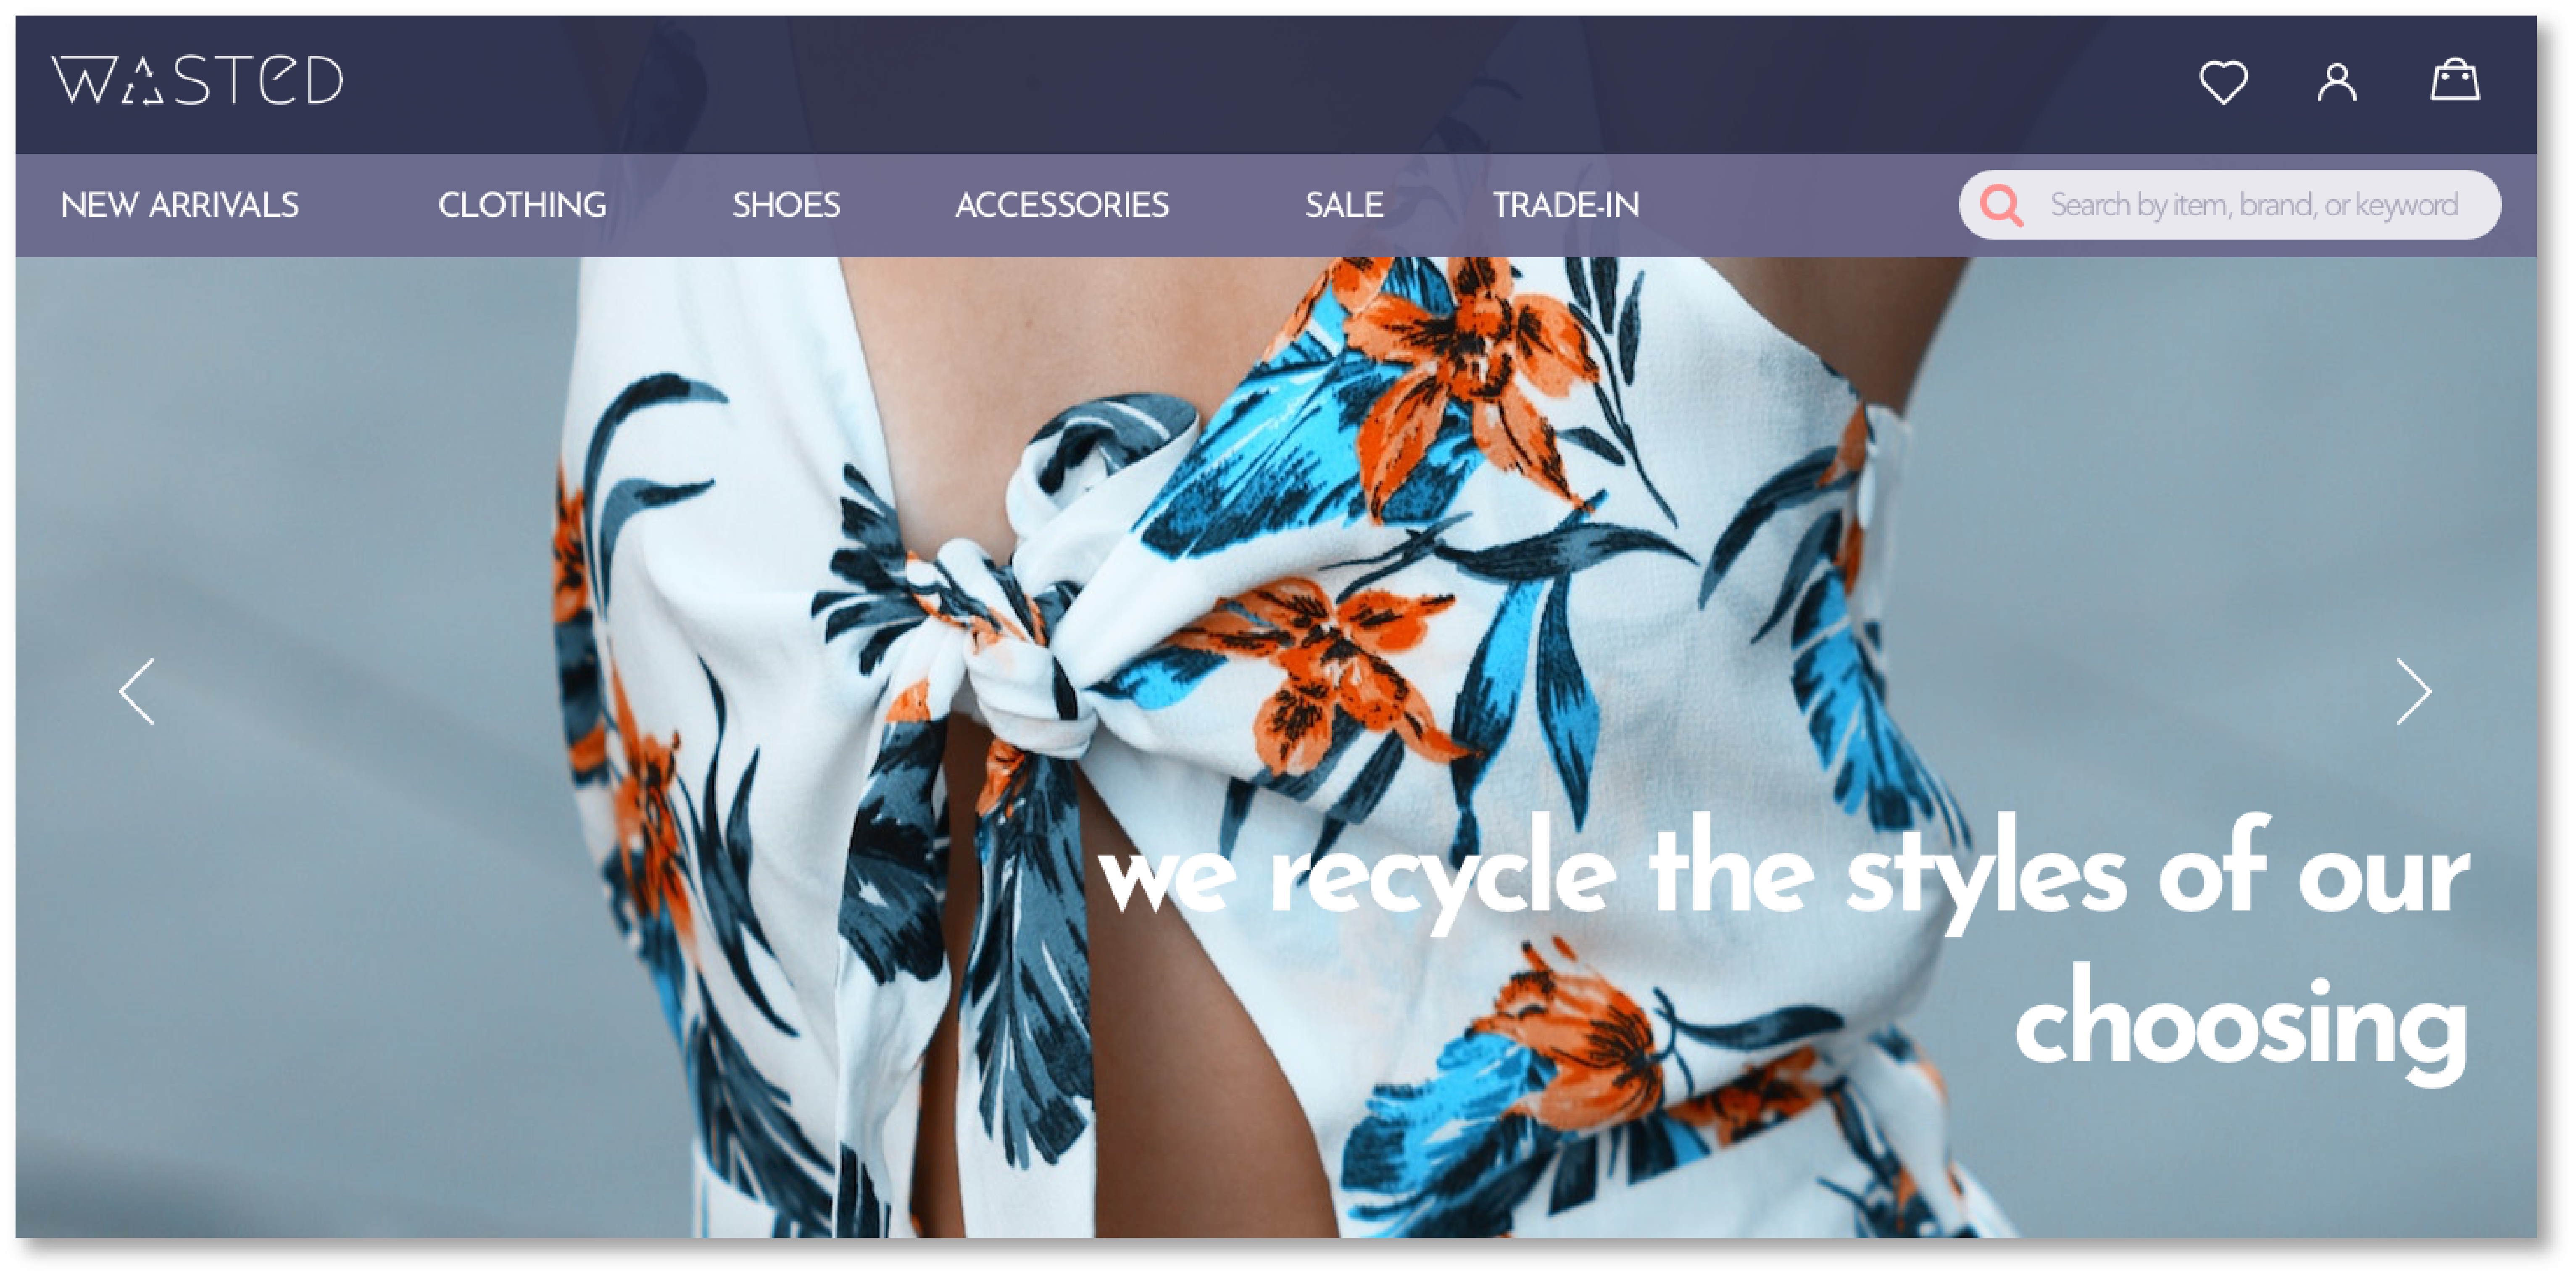 WASTeD
NEW ARRIVALS CLOTHING SHOES ACCESSORIES SALE TRADE-IN Search by item, brand, or keyword
we recycle the styles of our
choosing